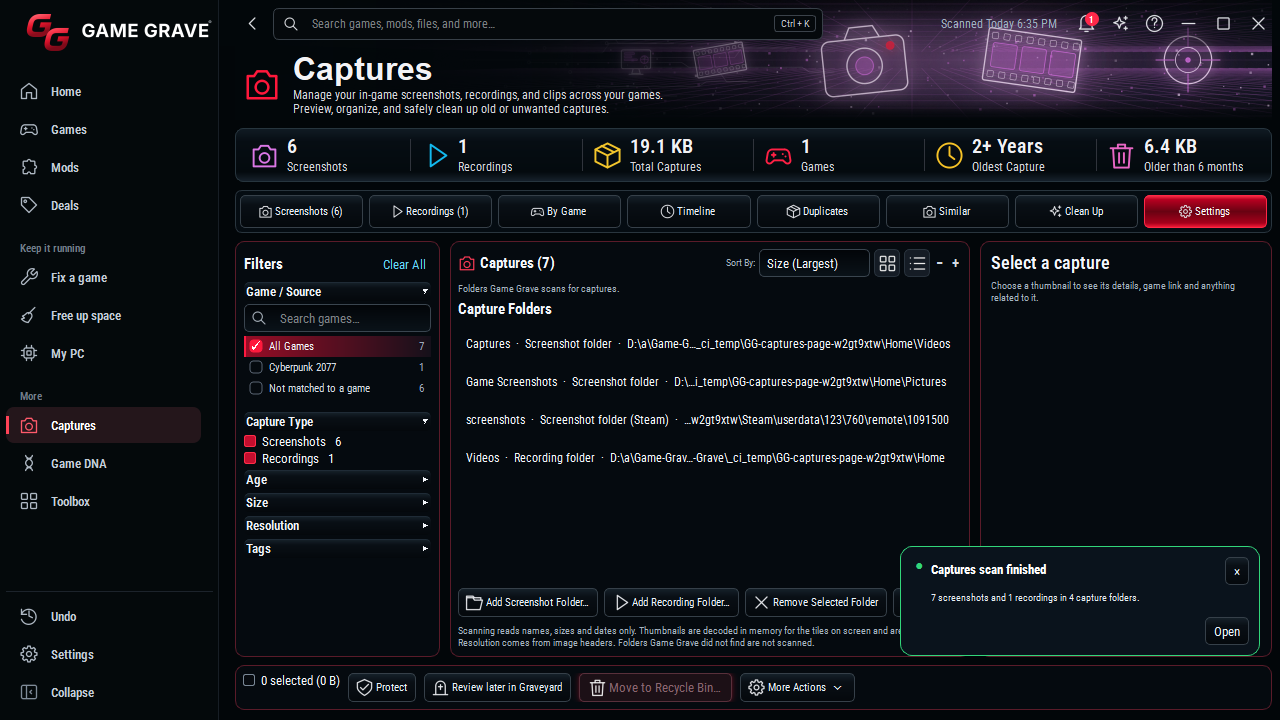 GAME GRAVE
Search games, mods, files, and more...
Ctrl + K
Scanned Today 6:35 PM
1
Home
Games
Mods
Deals
Keep it running
Fix a game
Free up space
My PC
More
Captures
Game DNA
Toolbox
Undo
Settings
Collapse
Captures
Manage your in-game screenshots, recordings, and clips across your games.
Preview, organize, and safely clean up old or unwanted captures.
6
Screenshots
1
Recordings
19.1 KB
Total Captures
1
Games
2+ Years
Oldest Capture
6.4 KB
Older than 6 months
Screenshots (6)
Recordings (1)
By Game
Timeline
Duplicates
Similar
Clean Up
Settings
Filters
Clear All
Game / Source
Search games...
All Games 7
Cyberpunk 2077 1
Not matched to a game 6
Capture Type
Screenshots 6
Recordings 1
Age
Size
Resolution
Tags
Captures (7)
Sort By:
Size (Largest)
- +
Folders Game Grave scans for captures.
Capture Folders
Captures · Screenshot folder · D:\a\Game-G..._ci_temp\GG-captures-page-w2gt9xtw\Home\Videos
Game Screenshots · Screenshot folder · D:\...i_temp\GG-captures-page-w2gt9xtw\Home\Pictures
screenshots · Screenshot folder (Steam) · ...w2gt9xtw\Steam\userdata\123\760\remote\1091500
Videos · Recording folder · D:\a\Game-Grav...-Grave\_ci_temp\GG-captures-page-w2gt9xtw\Home
Add Screenshot Folder...
Add Recording Folder...
Remove Selected Folder
Scanning reads names, sizes and dates only. Thumbnails are decoded in memory for the tiles on screen and are
Resolution comes from image headers. Folders Game Grave did not find are not scanned.
Select a capture
Choose a thumbnail to see its details, game link and anything
related to it.
Captures scan finished
x
7 screenshots and 1 recordings in 4 capture folders.
Open
0 selected (0 B)
Protect
Review later in Graveyard
Move to Recycle Bin...
More Actions